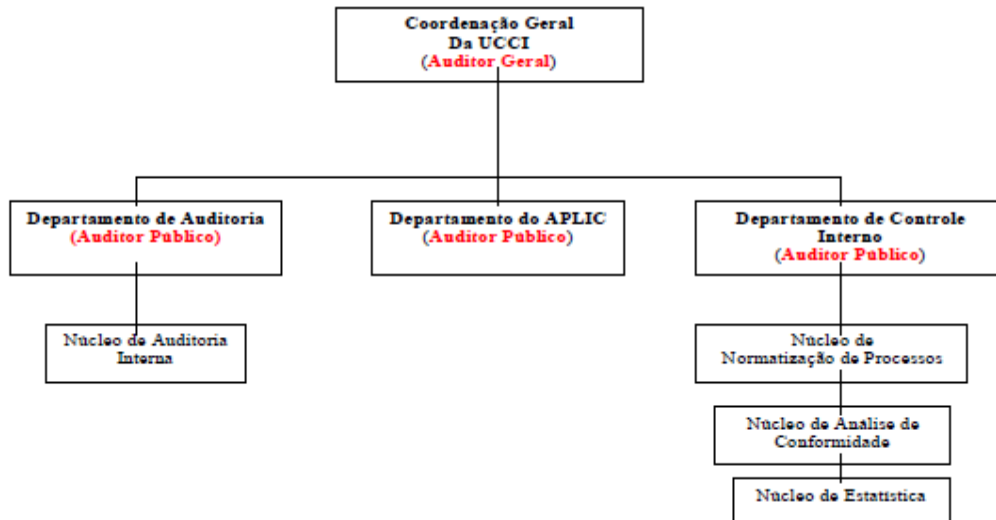 Coordenação Geral
Da UCCI
(Auditor Geral)
Departamento de Auditoria
(Auditor Público)
Departamento do APLIC
(Auditor Público)
Departamento de Controle
Interno
(Auditor Público)
Núcleo de Auditoria
Interna
Núcleo de
Normatização de Processos
Núcleo de Análise de
Conformidade
Núcleo de Estatística